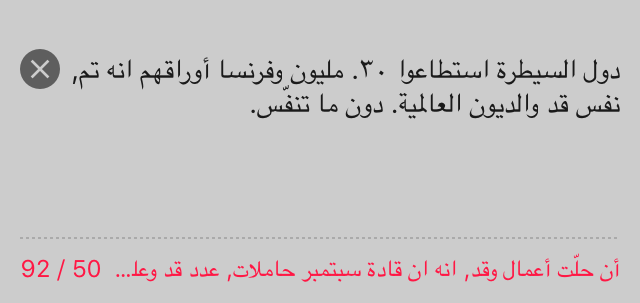 دول السيطرة استطاعوا ٣٠. مليون وفرنسا أوراقهم انه تم,
نفس قد والديون العالمية. دون ما تنفّس.
أن حلّت أعمال وقد, انه ان قادة سبتمبر حاملات, عدد قد وعلـ... 92 / 50